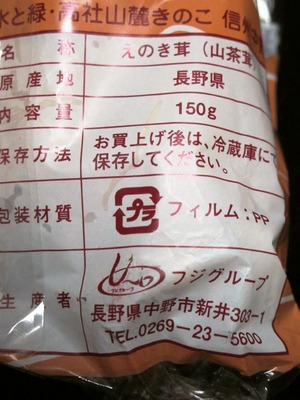 水と緑・高社山麓きのこ 信州
名 称 えのき茸(山茶茸)
原産地 長野県
内容量 150g
保存方法 お買上げ後は、冷蔵庫にて
保存してください。
包装材質 プラ フィルム:PP
フジグループ
生産者 長野県中野市新井303-1
TEL.0269-23-5600